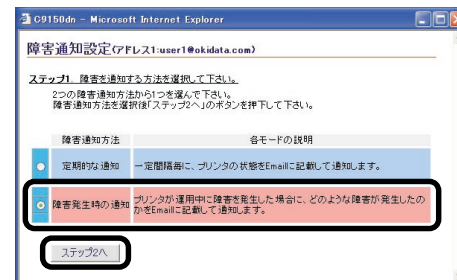 C9150dn - Microsoft Internet Explorer
障害通知設定(アドレス1:user1@okidata.com)
ステップ1. 障害を通知する方法を選択して下さい。
2つの障害通知方法から1つを選んで下さい。
障害通知方法を選択後「ステップ2へ」のボタンを押下して下さい。
障害通知方法 各モードの説明
定期的な通知 一定間隔毎に、プリンタの状態をEmailに記載して通知します。
障害発生時の通知 プリンタが運用中に障害を発生した場合に、どのような障害が発生したの
かをEmailに記載して通知します。
ステップ2へ